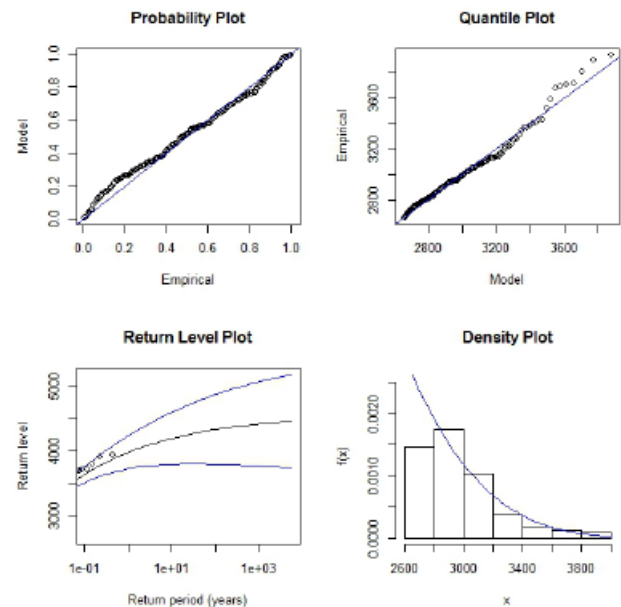 Probability Plot
Model
0.0 0.2 0.4 0.6 0.8 1.0
0.0 0.2 0.4 0.6 0.8 1.0
Empirical
Quantile Plot
Empirical
2800 3200 3600
2800 3200 3600
Model
Return Level Plot
Return level
3000 4000 5000
1e-01 1e+01 1e+03
Return period (years)
Density Plot
f(x)
0.0000 0.0010 0.0020
2600 3000 3400 3800
x